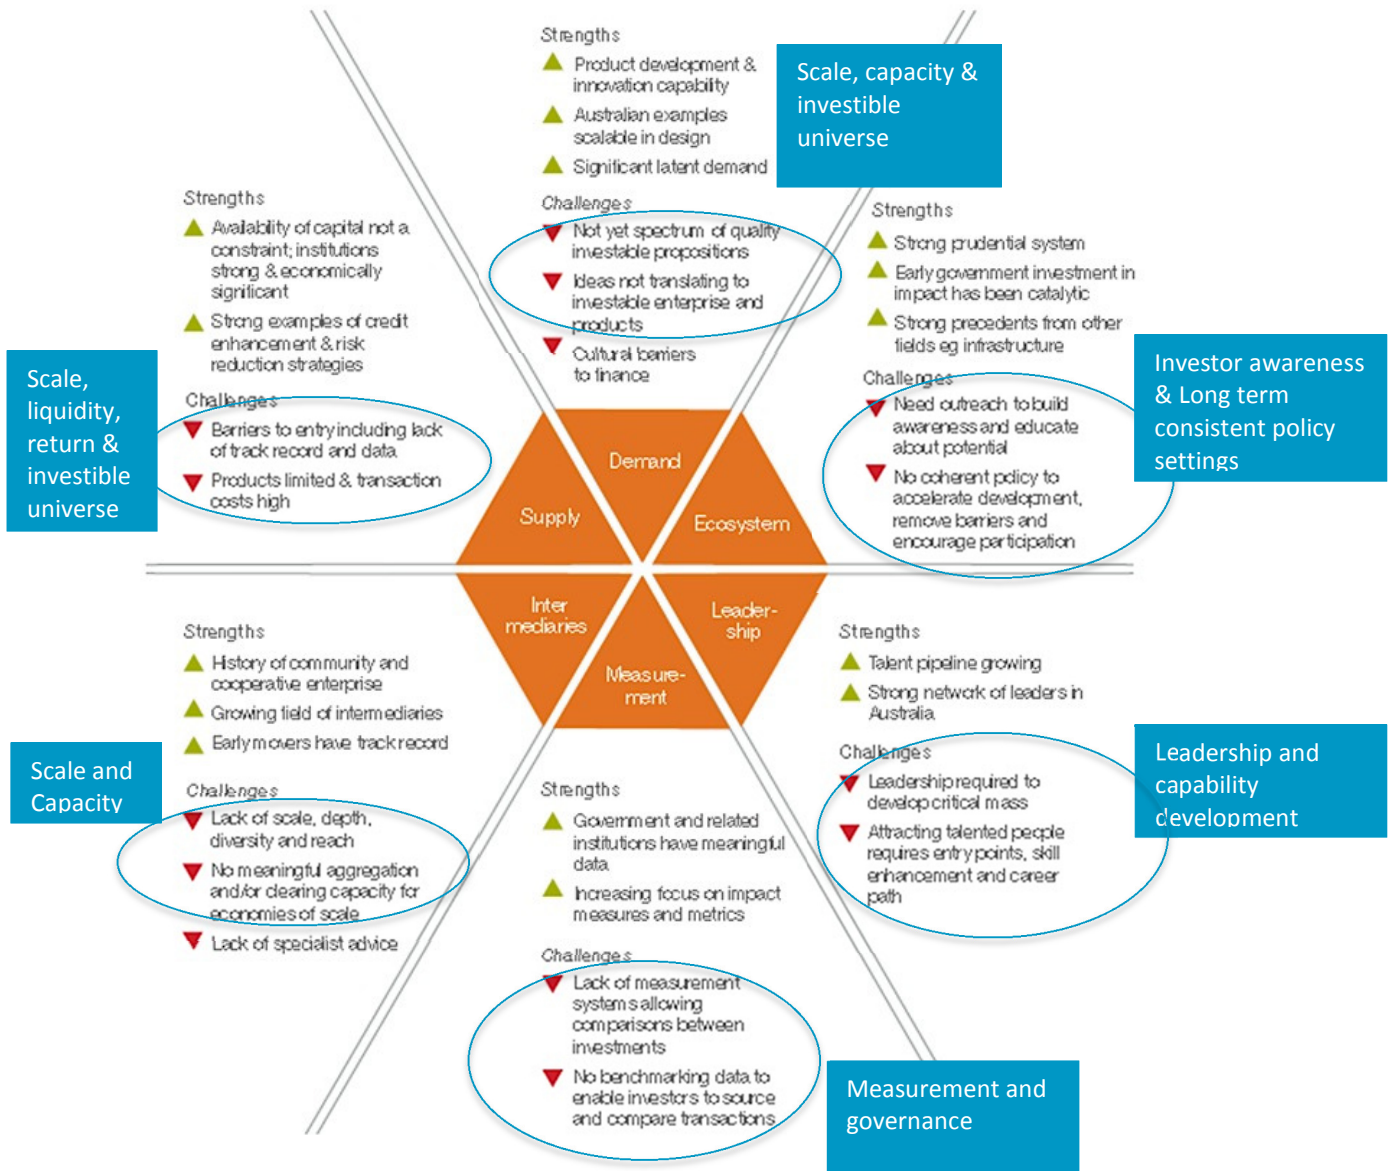 Strengths
Product development &
innovation capability
Australian examples
scalable in design
Significant latent demand
Challenges
Not yet spectrum of quality
investable propositions
Ideas not translating to
investable enterprise and
products
Cultural barriers
to finance
Scale, capacity &
investible
universe
Strengths
Availability of capital not a
constraint; institutions
strong & economically
significant
Strong examples of credit
enhancement & risk
reduction strategies
Challenges
Barriers to entry including lack
of track record and data
Products limited & transaction
costs high
Scale,
liquidity,
return &
investible
universe
Strengths
Strong prudential system
Early government investment in
impact has been catalytic
Strong precedents from other
fields eg infrastructure
Challenges
Need outreach to build
awareness and educate
about potential
No coherent policy to
accelerate development,
remove barriers and
encourage participation
Investor awareness
& Long term
consistent policy
settings
Demand
Supply
Ecosystem
Inter
mediaries
Measure-
ment
Leader-
ship
Strengths
History of community and
cooperative enterprise
Growing field of intermediaries
Early movers have track record
Challenges
Lack of scale, depth,
diversity and reach
No meaningful aggregation
and/or clearing capacity for
economies of scale
Lack of specialist advice
Scale and
Capacity
Strengths
Government and related
institutions have meaningful
data
Increasing focus on impact
measures and metrics
Challenges
Lack of measurement
systems allowing
comparisons between
investments
No benchmarking data to
enable investors to source
and compare transactions
Measurement and
governance
Strengths
Talent pipeline growing
Strong network of leaders in
Australia
Challenges
Leadership required to
develop critical mass
Attracting talented people
requires entry points, skill
enhancement and career
path
Leadership and
capability
development